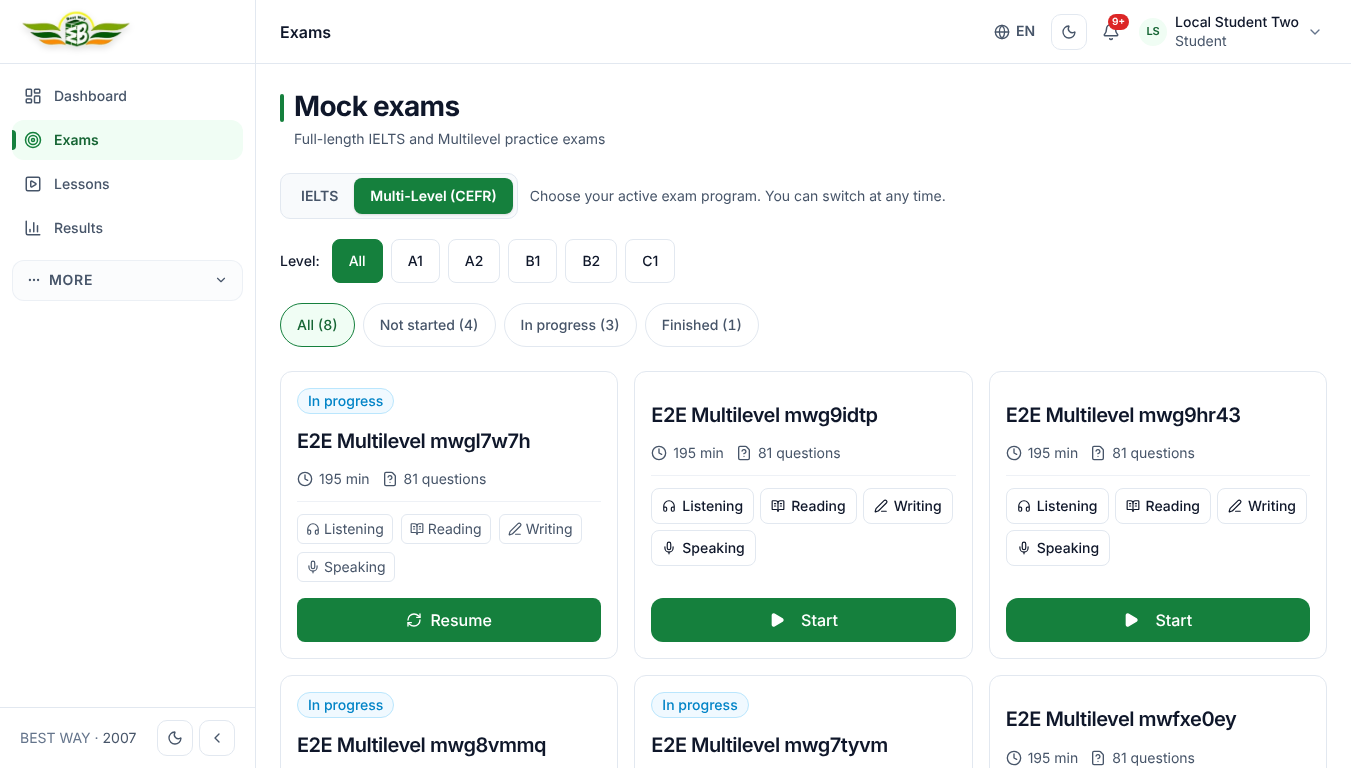 Exams
EN
9+
LS
Local Student Two
Student
Dashboard
Exams
Lessons
Results
MORE
Mock exams
Full-length IELTS and Multilevel practice exams
IELTS Multi-Level (CEFR) Choose your active exam program. You can switch at any time.
Level: All A1 A2 B1 B2 C1
All (8) Not started (4) In progress (3) Finished (1)
In progress
E2E Multilevel mwgl7w7h
195 min 81 questions
Listening Reading Writing
Speaking
Resume
E2E Multilevel mwg9idtp
195 min 81 questions
Listening Reading Writing
Speaking
Start
E2E Multilevel mwg9hr43
195 min 81 questions
Listening Reading Writing
Speaking
Start
In progress
E2E Multilevel mwg8vmmq
In progress
E2E Multilevel mwg7tyvm
E2E Multilevel mwfxe0ey
195 min 81 questions
BEST WAY · 2007